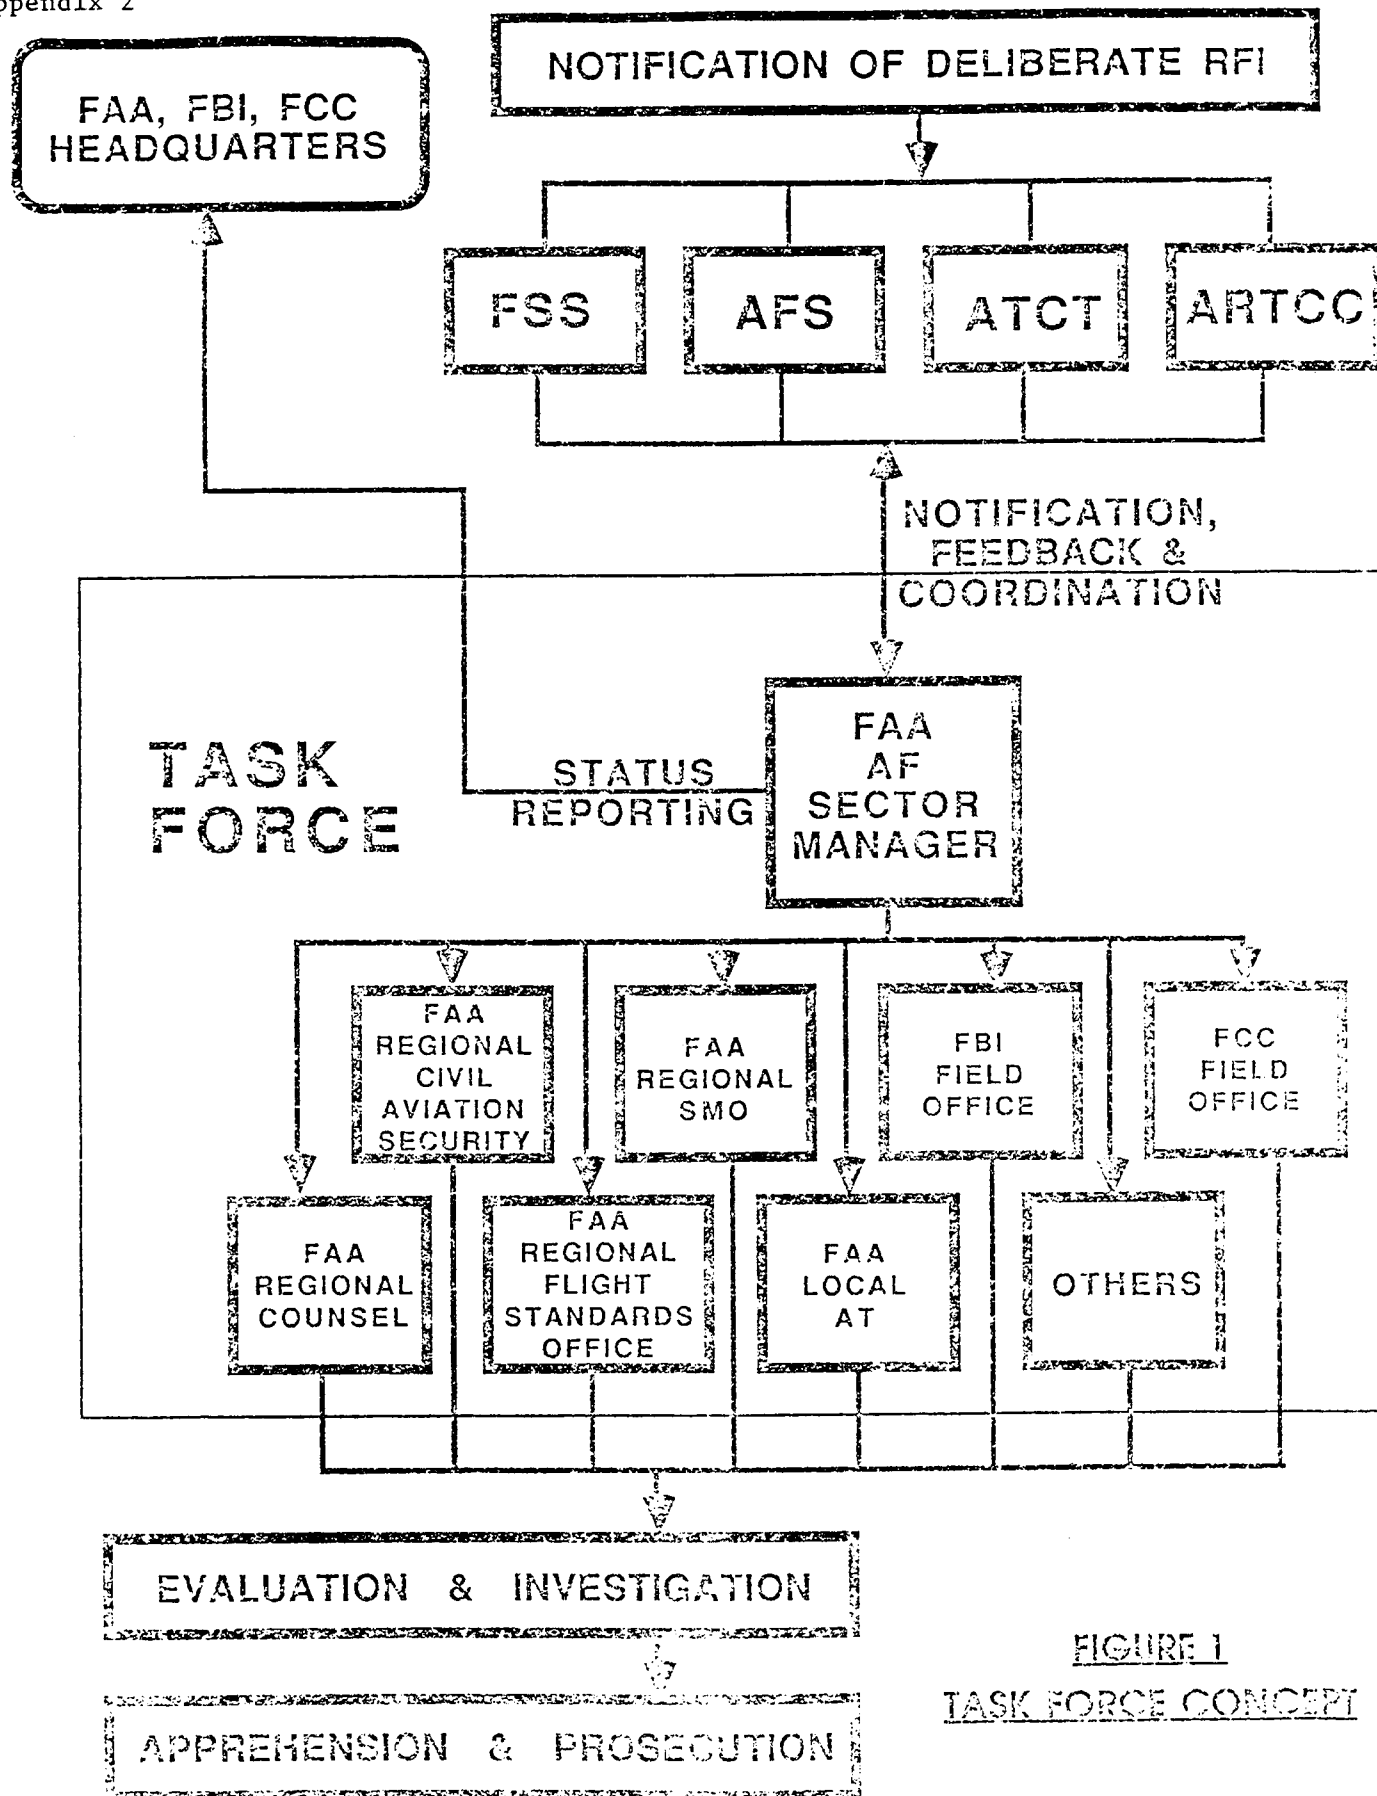 ppendix 2
NOTIFICATION OF DELIBERATE RFI
FAA, FBI, FCC
HEADQUARTERS
FSS
AFS
ATCT
ARTCC
NOTIFICATION,
FEEDBACK &
COORDINATION
TASK
FORCE
STATUS
REPORTING
FAA
AF
SECTOR
MANAGER
FAA
REGIONAL
CIVIL
AVIATION
SECURITY
FAA
REGIONAL
SMO
FBI
FIELD
OFFICE
FCC
FIELD
OFFICE
FAA
REGIONAL
COUNSEL
FAA
REGIONAL
FLIGHT
STANDARDS
OFFICE
FAA
LOCAL
AT
OTHERS
EVALUATION & INVESTIGATION
APPREHENSION & PROSECUTION
FIGURE 1
TASK FORCE CONCEPT